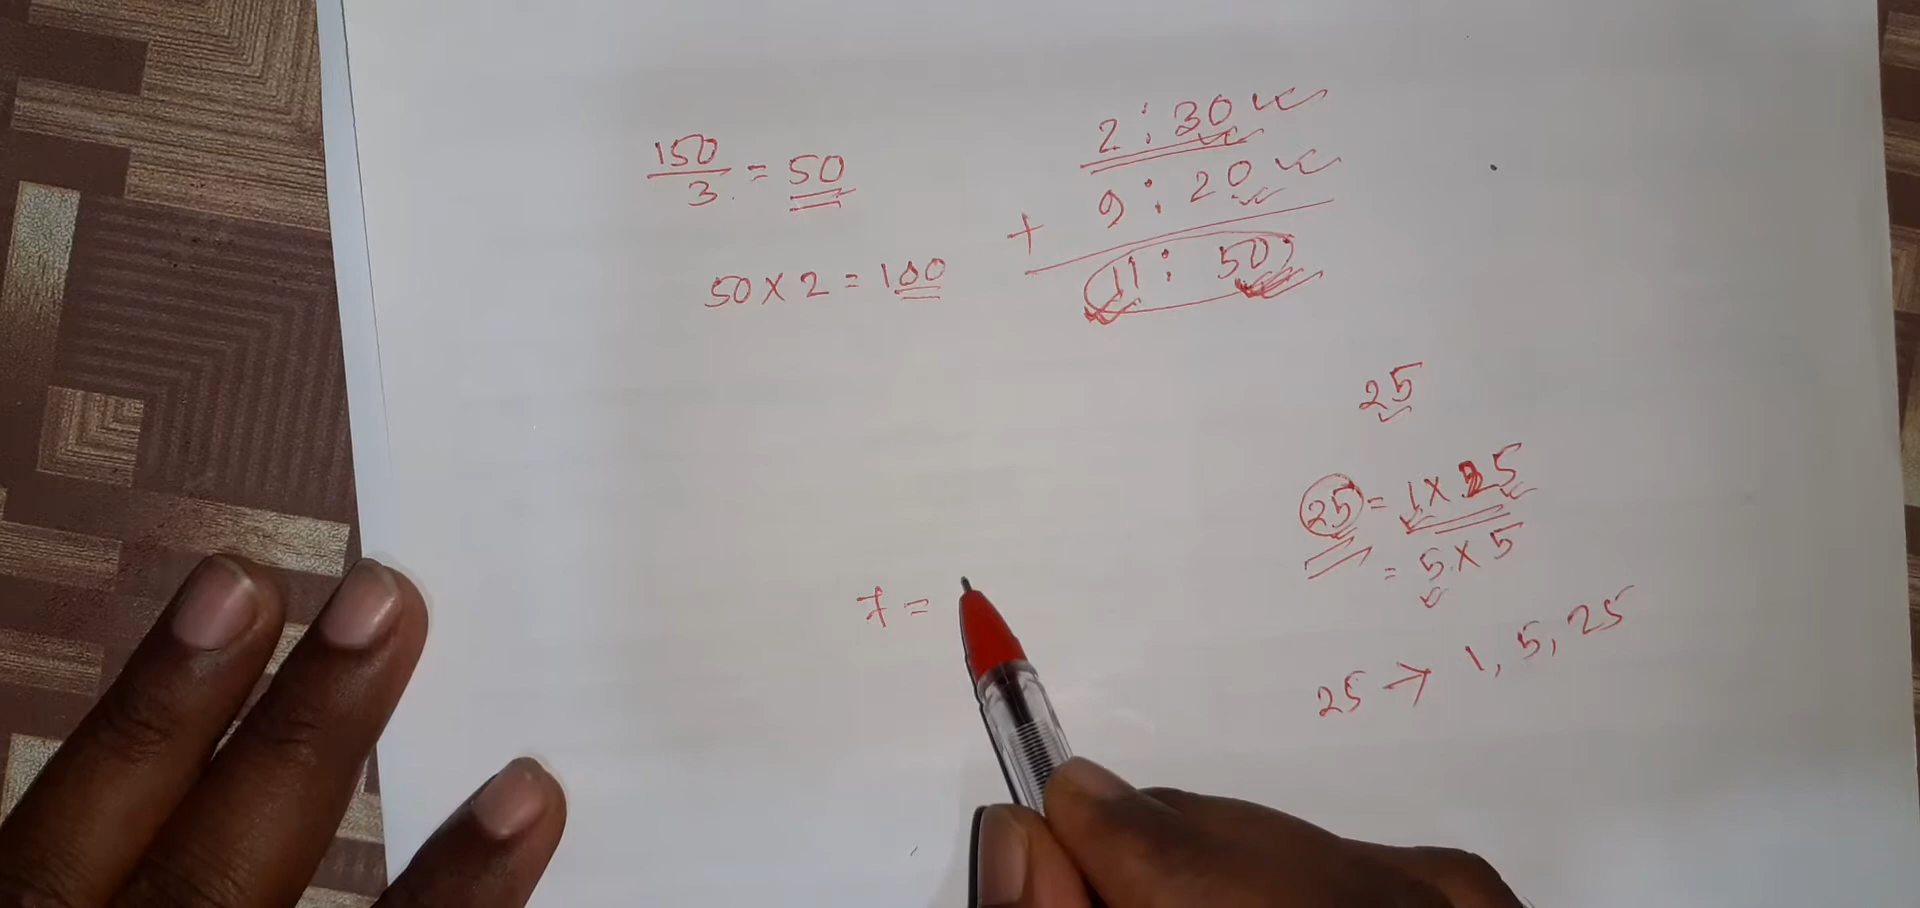 150/3 = 50
50 x 2 = 100
2 : 30
+ 9 : 20
11 : 50
25
25 = 1 x 25
= 5 x 5
25 → 1, 5, 25
7 =